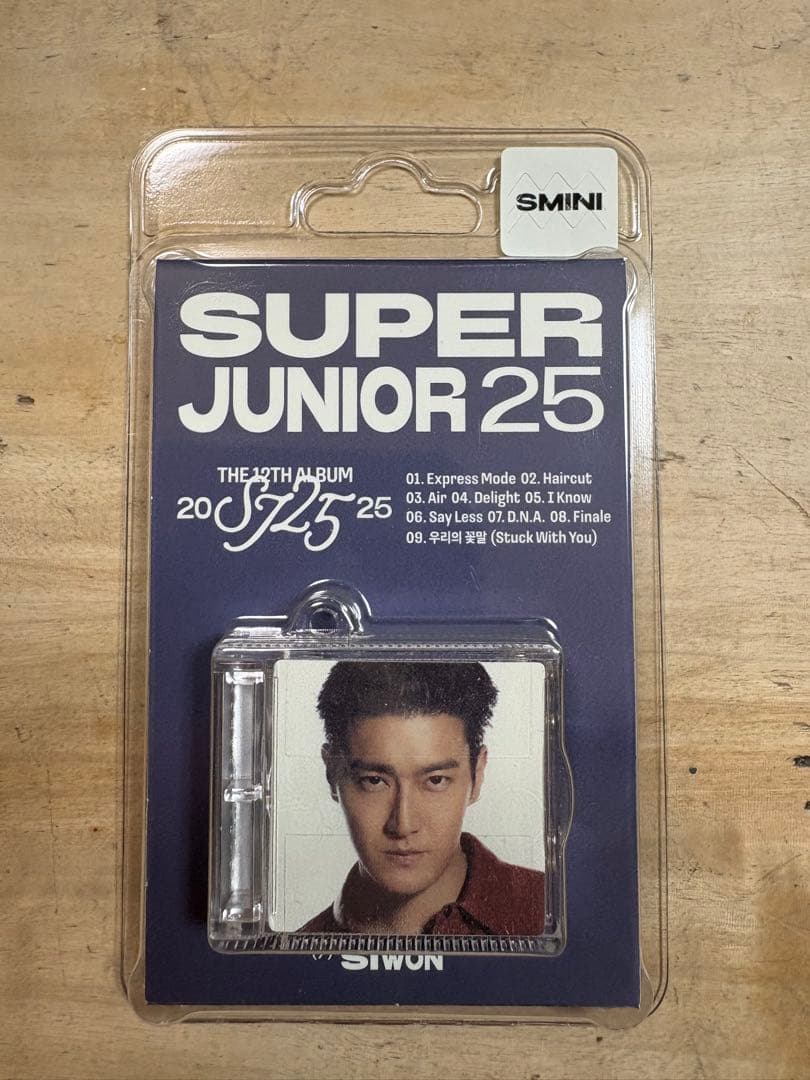 SMINI
SUPER
JUNIOR 25
THE 12TH ALBUM
20 SJ25 25
01. Express Mode 02. Haircut
03. Air 04. Delight 05. I Know
06. Say Less 07. D.N.A. 08. Finale
09. 우리의 꽃말 (Stuck With You)
SIWON